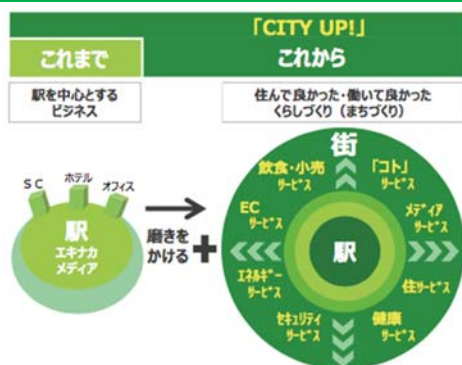 「CITY UP!」
これまで
これから
駅を中心とする
ビジネス
住んで良かった・働いて良かった
くらしづくり（まちづくり）
SC
ホテル
オフィス
駅
エキナカ
メディア
磨きを
かける
+
街
飲食・小売
サービス
「コト」
サービス
EC
サービス
メディア
サービス
駅
エネルギー
サービス
住サービス
セキュリティ
サービス
健康
サービス